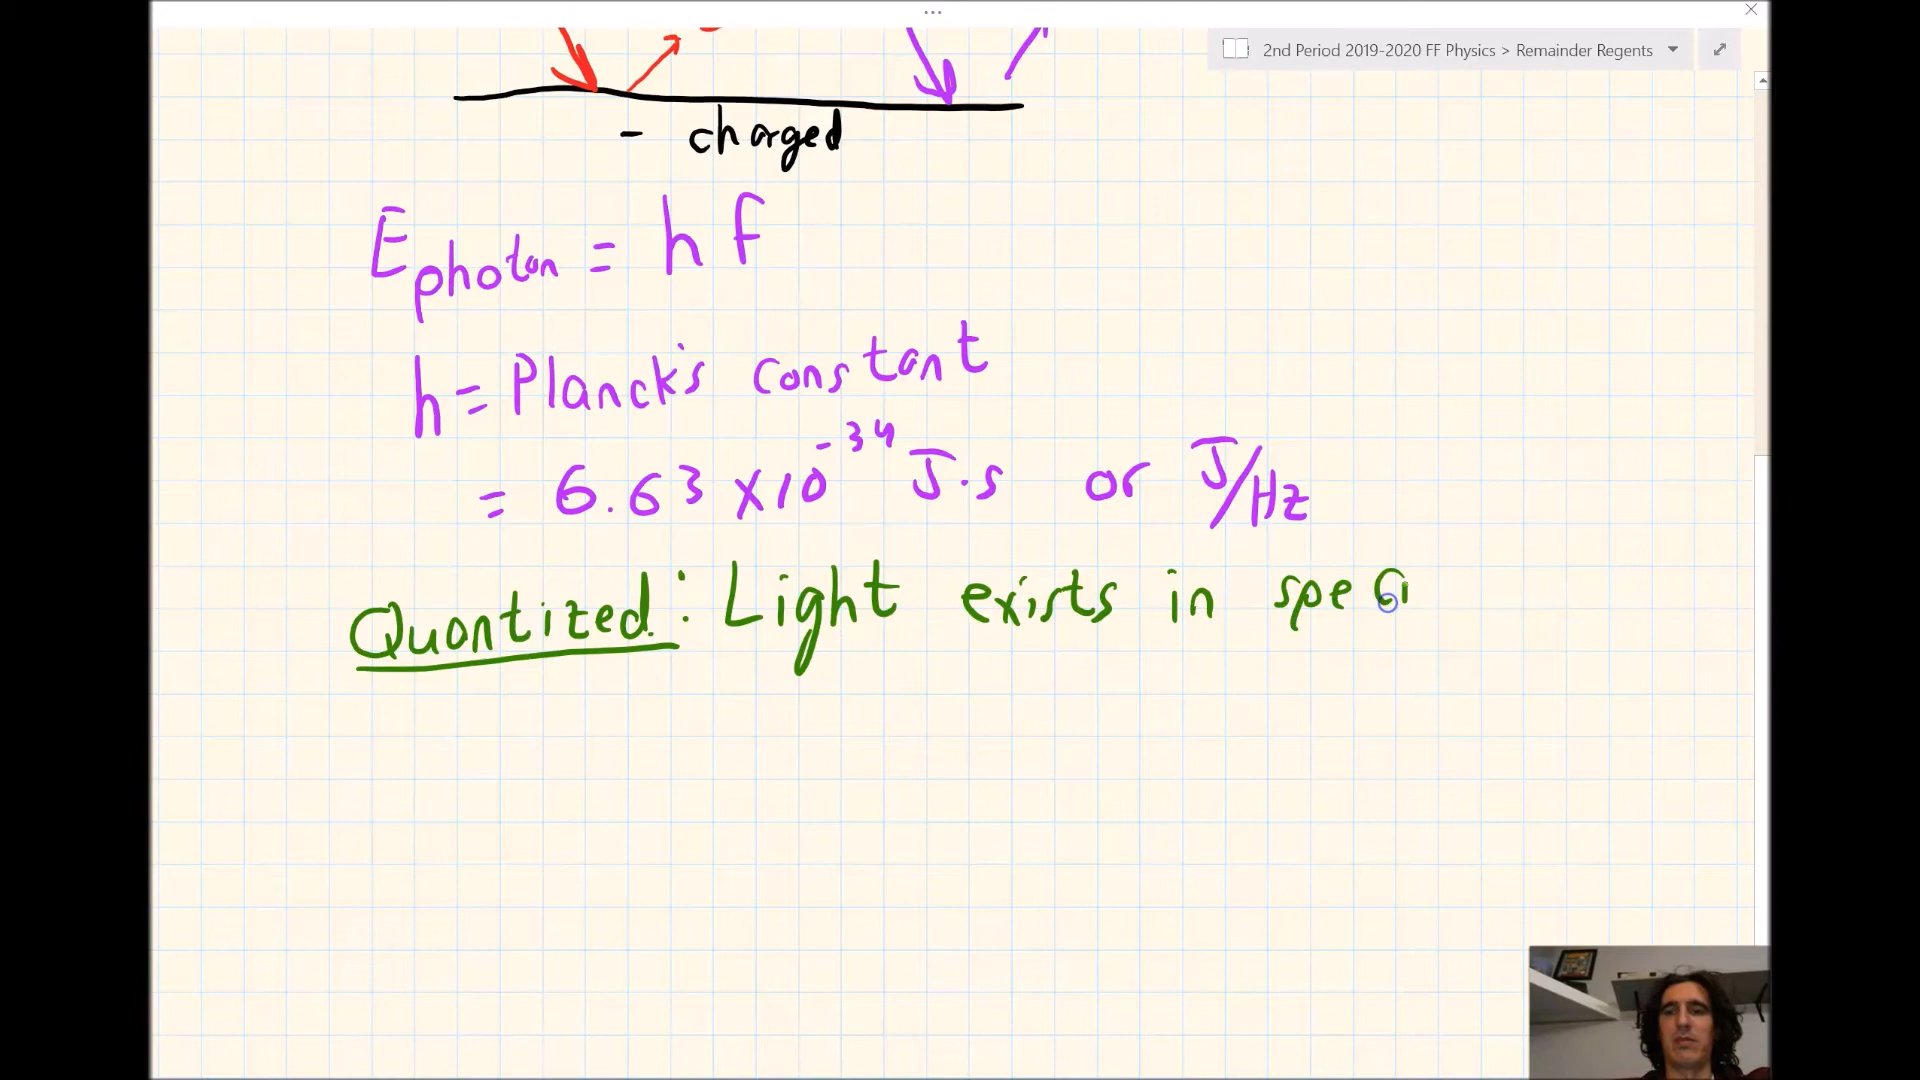 ...
2nd Period 2019-2020 FF Physics > Remainder Regents
- charged
E photon = h f
h = Planck's constant
= 6.63 x 10^-34 J·s or J/Hz
Quantized: Light exists in speci